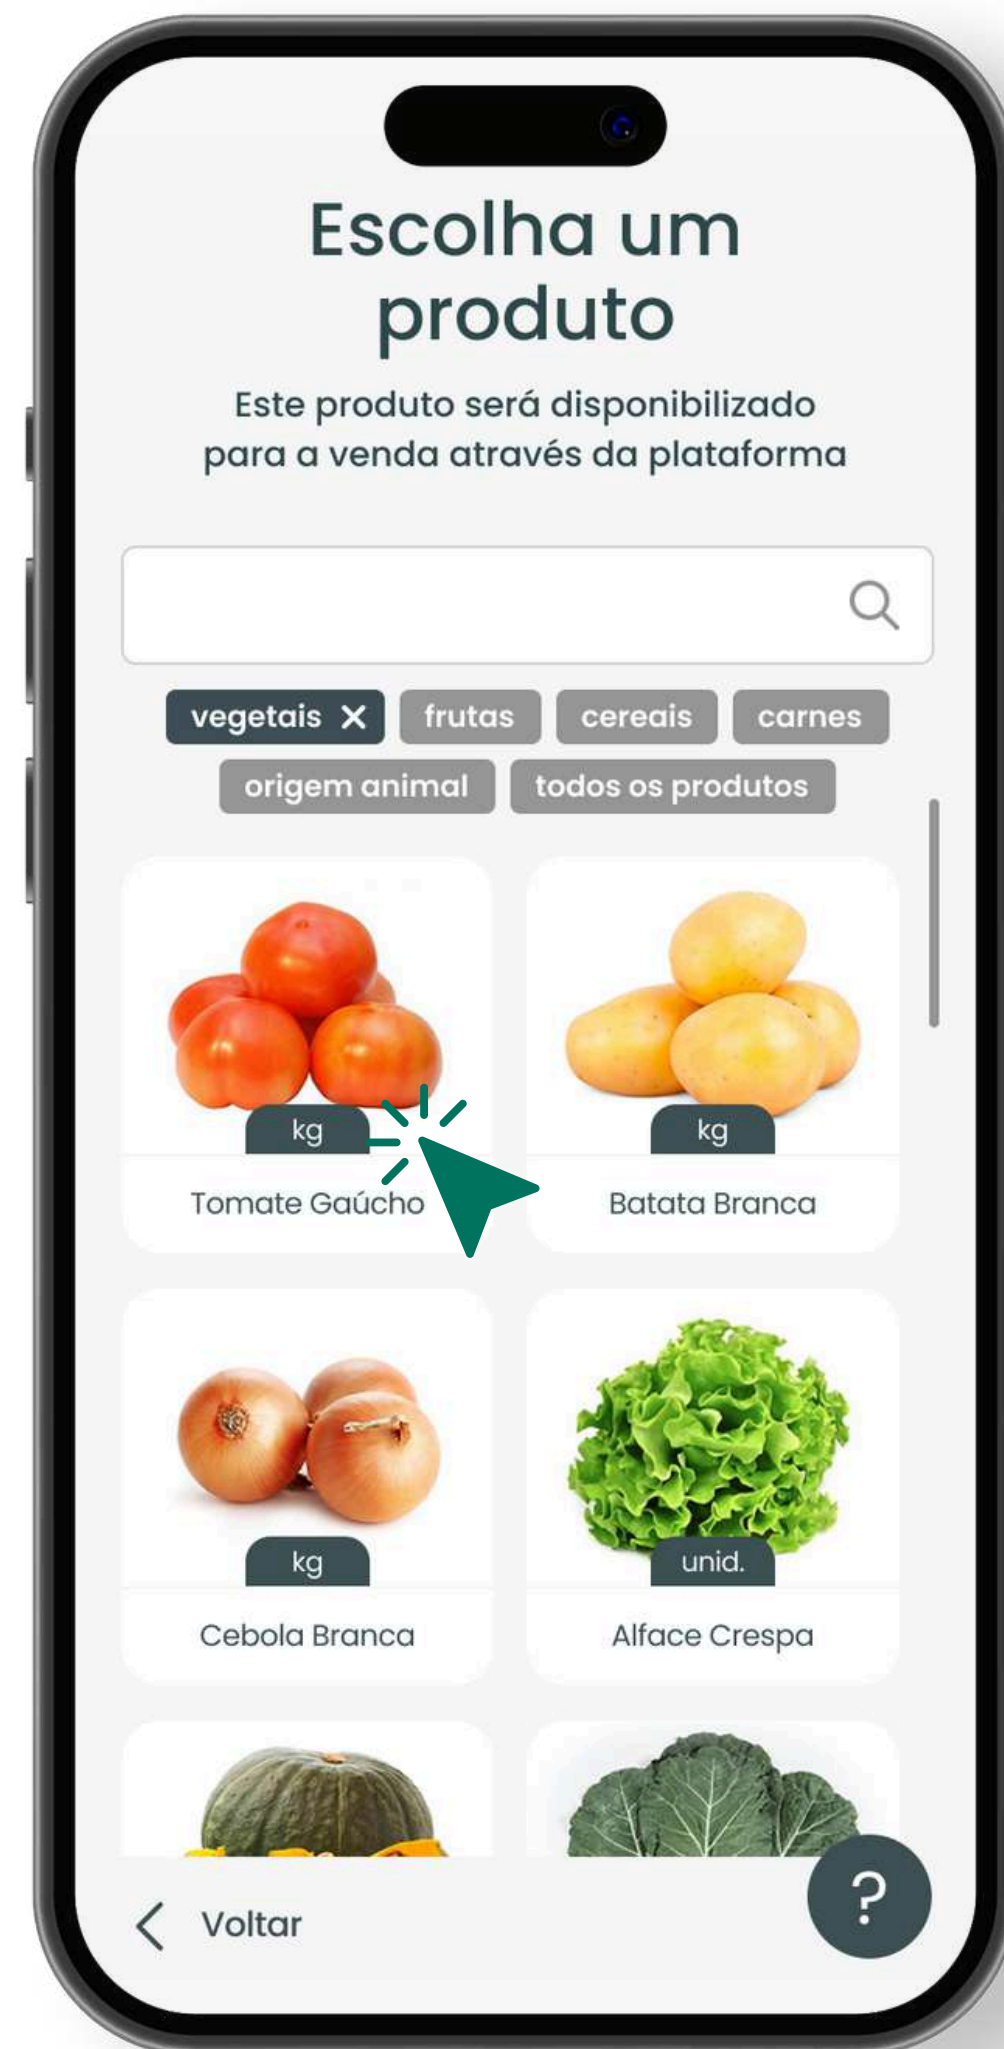 Escolha um
produto
Este produto será disponibilizado
para a venda através da plataforma
vegetais X frutas cereais carnes
origem animal todos os produtos
kg kg
Tomate Gaúcho Batata Branca
kg unid.
Cebola Branca Alface Crespa
Voltar ?